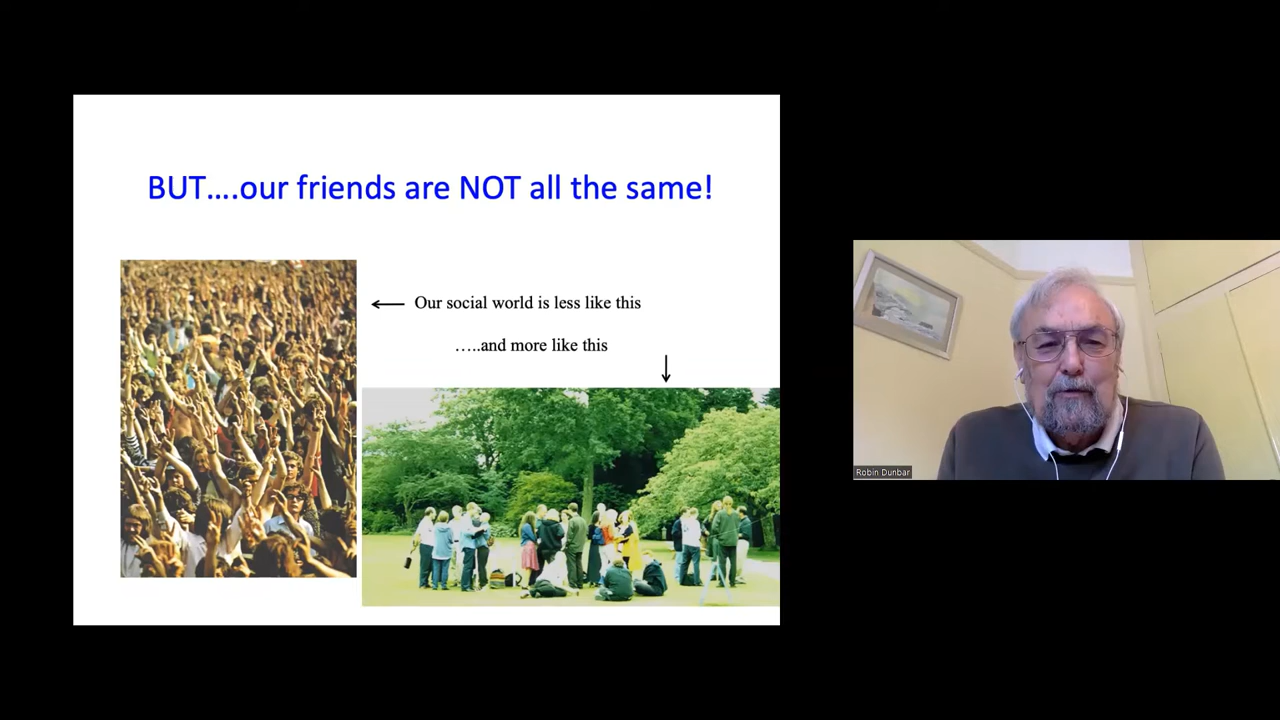 BUT….our friends are NOT all the same!
Our social world is less like this
…..and more like this
Robin Dunbar